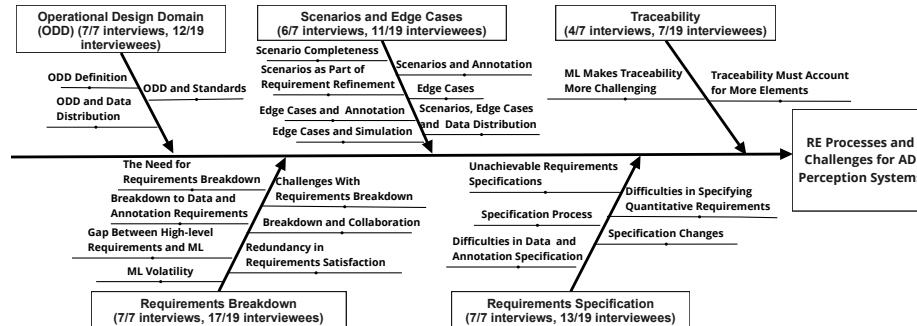 Operational Design Domain
(ODD) (7/7 interviews, 12/19
interviewees)
Scenarios and Edge Cases
(6/7 interviews, 11/19
interviewees)
Traceability
(4/7 interviews, 7/19
interviewees)
ODD Definition
ODD and Standards
ODD and Data
Distribution
Scenario Completeness
Scenarios and Annotation
Scenarios as Part of
Requirement Refinement
Edge Cases
Edge Cases and Annotation
Scenarios, Edge Cases
and Data Distribution
Edge Cases and Simulation
ML Makes Traceability
More Challenging
Traceability Must Account
for More Elements
RE Processes and
Challenges for AD
Perception Systems
The Need for
Requirements Breakdown
Challenges With
Requirements Breakdown
Breakdown to Data and
Annotation Requirements
Breakdown and Collaboration
Gap Between High-level
Requirements and ML
Redundancy in
Requirements Satisfaction
ML Volatility
Unachievable Requirements
Specifications
Difficulties in Specifying
Quantitative Requirements
Specification Process
Specification Changes
Difficulties in Data and
Annotation Specification
Requirements Breakdown
(7/7 interviews, 17/19 interviewees)
Requirements Specification
(7/7 interviews, 13/19 interviewees)